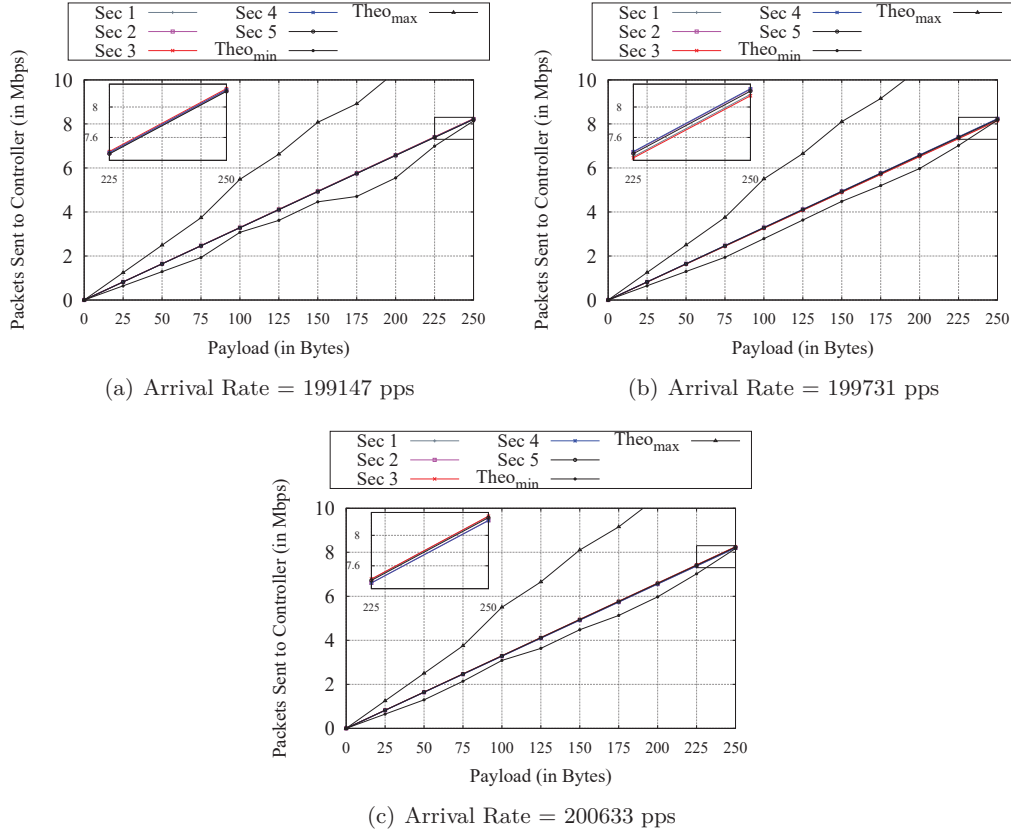 Sec 1 Sec 4 Theo_max
Sec 2 Sec 5
Sec 3 Theo_min
Packets Sent to Controller (in Mbps)
10
8
6
4
2
0
8
7.6
225 250
0 25 50 75 100 125 150 175 200 225 250
Payload (in Bytes)
(a) Arrival Rate = 199147 pps
Sec 1 Sec 4 Theo_max
Sec 2 Sec 5
Sec 3 Theo_min
Packets Sent to Controller (in Mbps)
10
8
6
4
2
0
8
7.6
225 250
0 25 50 75 100 125 150 175 200 225 250
Payload (in Bytes)
(b) Arrival Rate = 199731 pps
Sec 1 Sec 4 Theo_max
Sec 2 Sec 5
Sec 3 Theo_min
Packets Sent to Controller (in Mbps)
10
8
6
4
2
0
8
7.6
225 250
0 25 50 75 100 125 150 175 200 225 250
Payload (in Bytes)
(c) Arrival Rate = 200633 pps